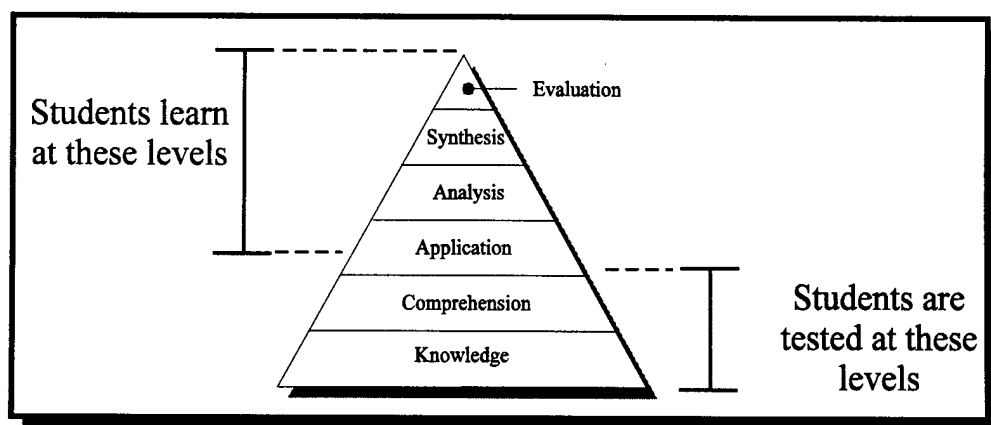 Students learn
at these levels
Evaluation
Synthesis
Analysis
Application
Comprehension
Knowledge
Students are
tested at these
levels